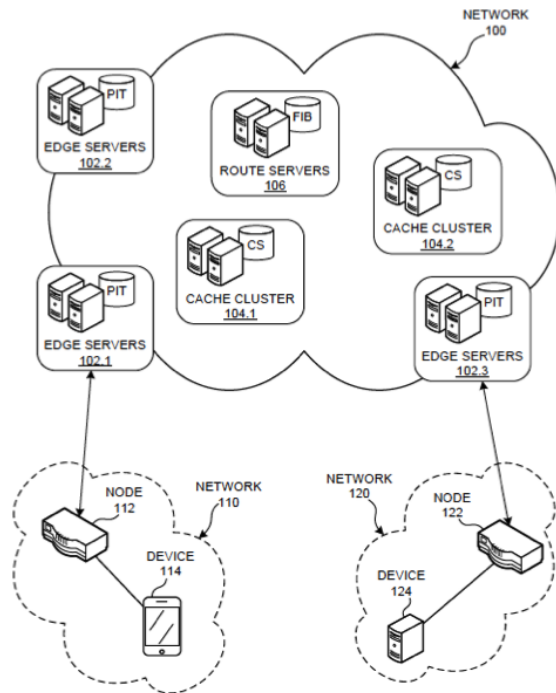 NETWORK
100
PIT
EDGE SERVERS
102.2
FIB
ROUTE SERVERS
106
CS
CACHE CLUSTER
104.2
CS
CACHE CLUSTER
104.1
PIT
EDGE SERVERS
102.1
PIT
EDGE SERVERS
102.3
NODE
112
NETWORK
110
DEVICE
114
NETWORK
120
NODE
122
DEVICE
124